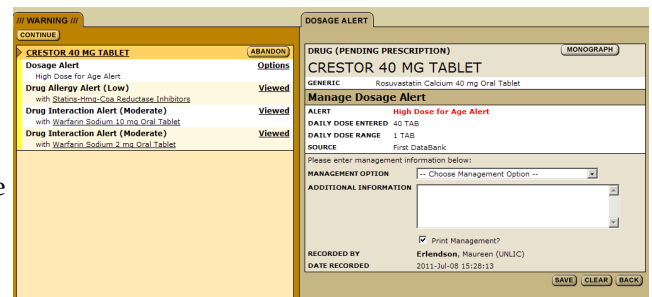 /// WARNING ///
CONTINUE
CRESTOR 40 MG TABLET ABANDON
Dosage Alert Options
High Dose for Age Alert
Drug Allergy Alert (Low) Viewed
with Statins-Hmg-Coa Reductase Inhibitors
Drug Interaction Alert (Moderate) Viewed
with Warfarin Sodium 10 mg Oral Tablet
Drug Interaction Alert (Moderate) Viewed
with Warfarin Sodium 2 mg Oral Tablet
e
DOSAGE ALERT
DRUG (PENDING PRESCRIPTION) MONOGRAPH
CRESTOR 40 MG TABLET
GENERIC Rosuvastatin Calcium 40 mg Oral Tablet
Manage Dosage Alert
ALERT High Dose for Age Alert
DAILY DOSE ENTERED 40 TAB
DAILY DOSE RANGE 1 TAB
SOURCE First DataBank
Please enter management information below:
MANAGEMENT OPTION -- Choose Management Option --
ADDITIONAL INFORMATION
Print Management?
RECORDED BY Erlendson, Maureen (UNLIC)
DATE RECORDED 2011-Jul-08 15:28:13
SAVE CLEAR BACK